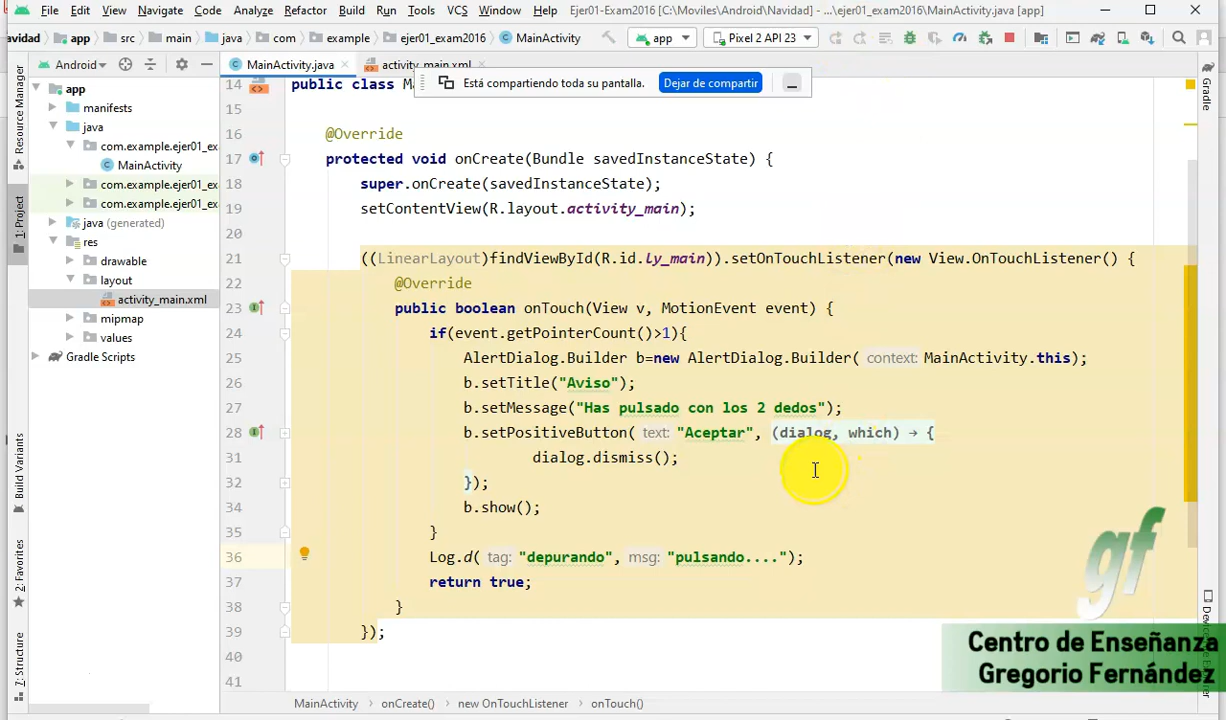 File Edit View Navigate Code Analyze Refactor Build Run Tools VCS Window Help Ejer01-Exam2016 [C:\Moviles\Android\Navidad] - ...\ejer01_exam2016\MainActivity.java [app]
avidad app src main java com example ejer01_exam2016 MainActivity app Pixel 2 API 23
Android MainActivity.java activity_main.xml
Está compartiendo toda su pantalla. Dejar de compartir
Resource Manager
1: Project
Build Variants
2: Favorites
7: Structure
Gradle
app
manifests
java
com.example.ejer01_ex
MainActivity
com.example.ejer01_ex
com.example.ejer01_ex
java (generated)
res
drawable
layout
activity_main.xml
mipmap
values
Gradle Scripts
14 public class
15
16 @Override
17 protected void onCreate(Bundle savedInstanceState) {
18 super.onCreate(savedInstanceState);
19 setContentView(R.layout.activity_main);
20
21 ((LinearLayout)findViewById(R.id.ly_main)).setOnTouchListener(new View.OnTouchListener() {
22 @Override
23 public boolean onTouch(View v, MotionEvent event) {
24 if(event.getPointerCount()>1){
25 AlertDialog.Builder b=new AlertDialog.Builder( context: MainActivity.this);
26 b.setTitle("Aviso");
27 b.setMessage("Has pulsado con los 2 dedos");
28 b.setPositiveButton( text: "Aceptar", (dialog, which) → {
31 dialog.dismiss();
32 });
34 b.show();
35 }
36 Log.d( tag: "depurando", msg: "pulsando....");
37 return true;
38 }
39 });
40
41
gf
Centro de Enseñanza
Gregorio Fernández
MainActivity onCreate() new OnTouchListener onTouch()